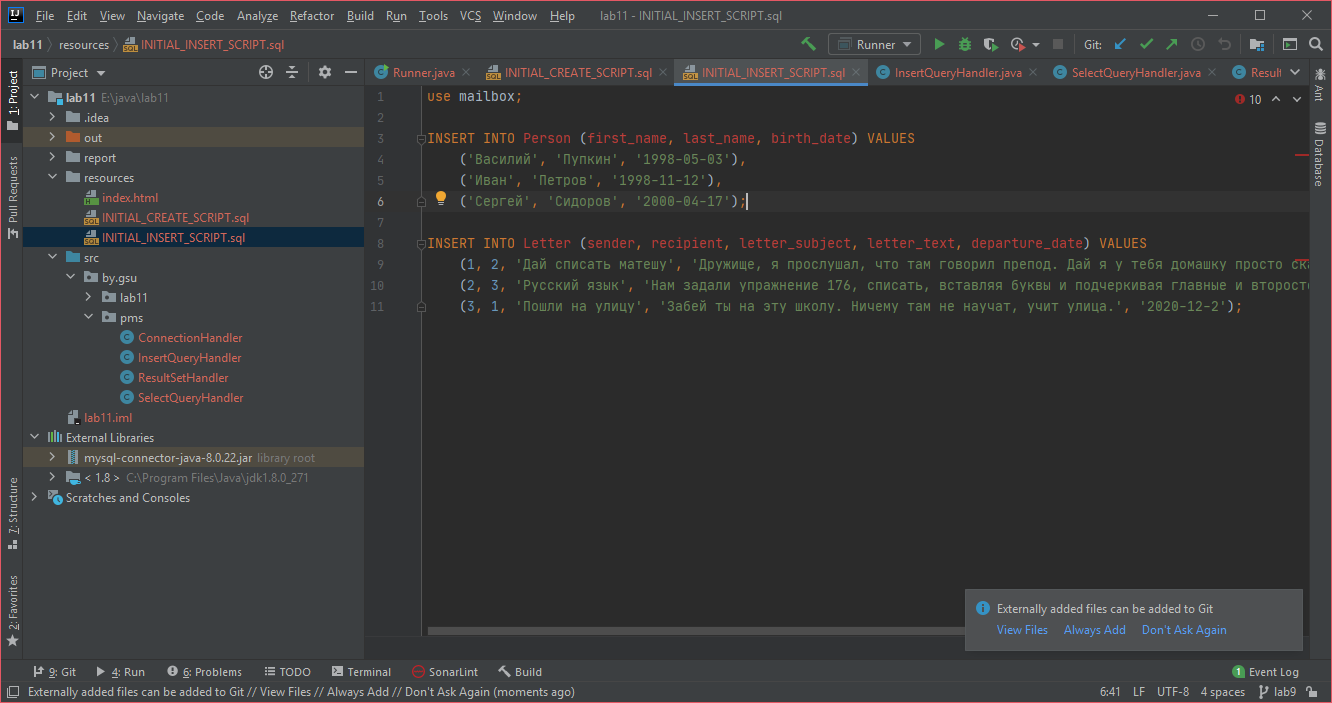 File Edit View Navigate Code Analyze Refactor Build Run Tools VCS Window Help lab11 - INITIAL_INSERT_SCRIPT.sql
lab11 resources INITIAL_INSERT_SCRIPT.sql Runner Git:
Project Runner.java INITIAL_CREATE_SCRIPT.sql INITIAL_INSERT_SCRIPT.sql InsertQueryHandler.java SelectQueryHandler.java Result
1: Project
Pull Requests
7: Structure
2: Favorites
lab11 E:\java\lab11
.idea
out
report
resources
index.html
INITIAL_CREATE_SCRIPT.sql
INITIAL_INSERT_SCRIPT.sql
src
by.gsu
lab11
pms
ConnectionHandler
InsertQueryHandler
ResultSetHandler
SelectQueryHandler
lab11.iml
External Libraries
mysql-connector-java-8.0.22.jar library root
< 1.8 > C:\Program Files\Java\jdk1.8.0_271
Scratches and Consoles
1 use mailbox;
2
3 INSERT INTO Person (first_name, last_name, birth_date) VALUES
4 ('Василий', 'Пупкин', '1998-05-03'),
5 ('Иван', 'Петров', '1998-11-12'),
6 ('Сергей', 'Сидоров', '2000-04-17');
7
8 INSERT INTO Letter (sender, recipient, letter_subject, letter_text, departure_date) VALUES
9 (1, 2, 'Дай списать матешу', 'Дружище, я прослушал, что там говорил препод. Дай я у тебя домашку просто
10 (2, 3, 'Русский язык', 'Нам задали упражнение 176, списать, вставляя буквы и подчеркивая главные и
11 (3, 1, 'Пошли на улицу', 'Забей ты на эту школу. Ничему там не научат, учит улица.', '2020-12-2');
10
Ant
Database
Externally added files can be added to Git
View Files Always Add Don't Ask Again
9: Git 4: Run 6: Problems TODO Terminal SonarLint Build 1 Event Log
Externally added files can be added to Git // View Files // Always Add // Don't Ask Again (moments ago) 6:41 LF UTF-8 4 spaces lab9